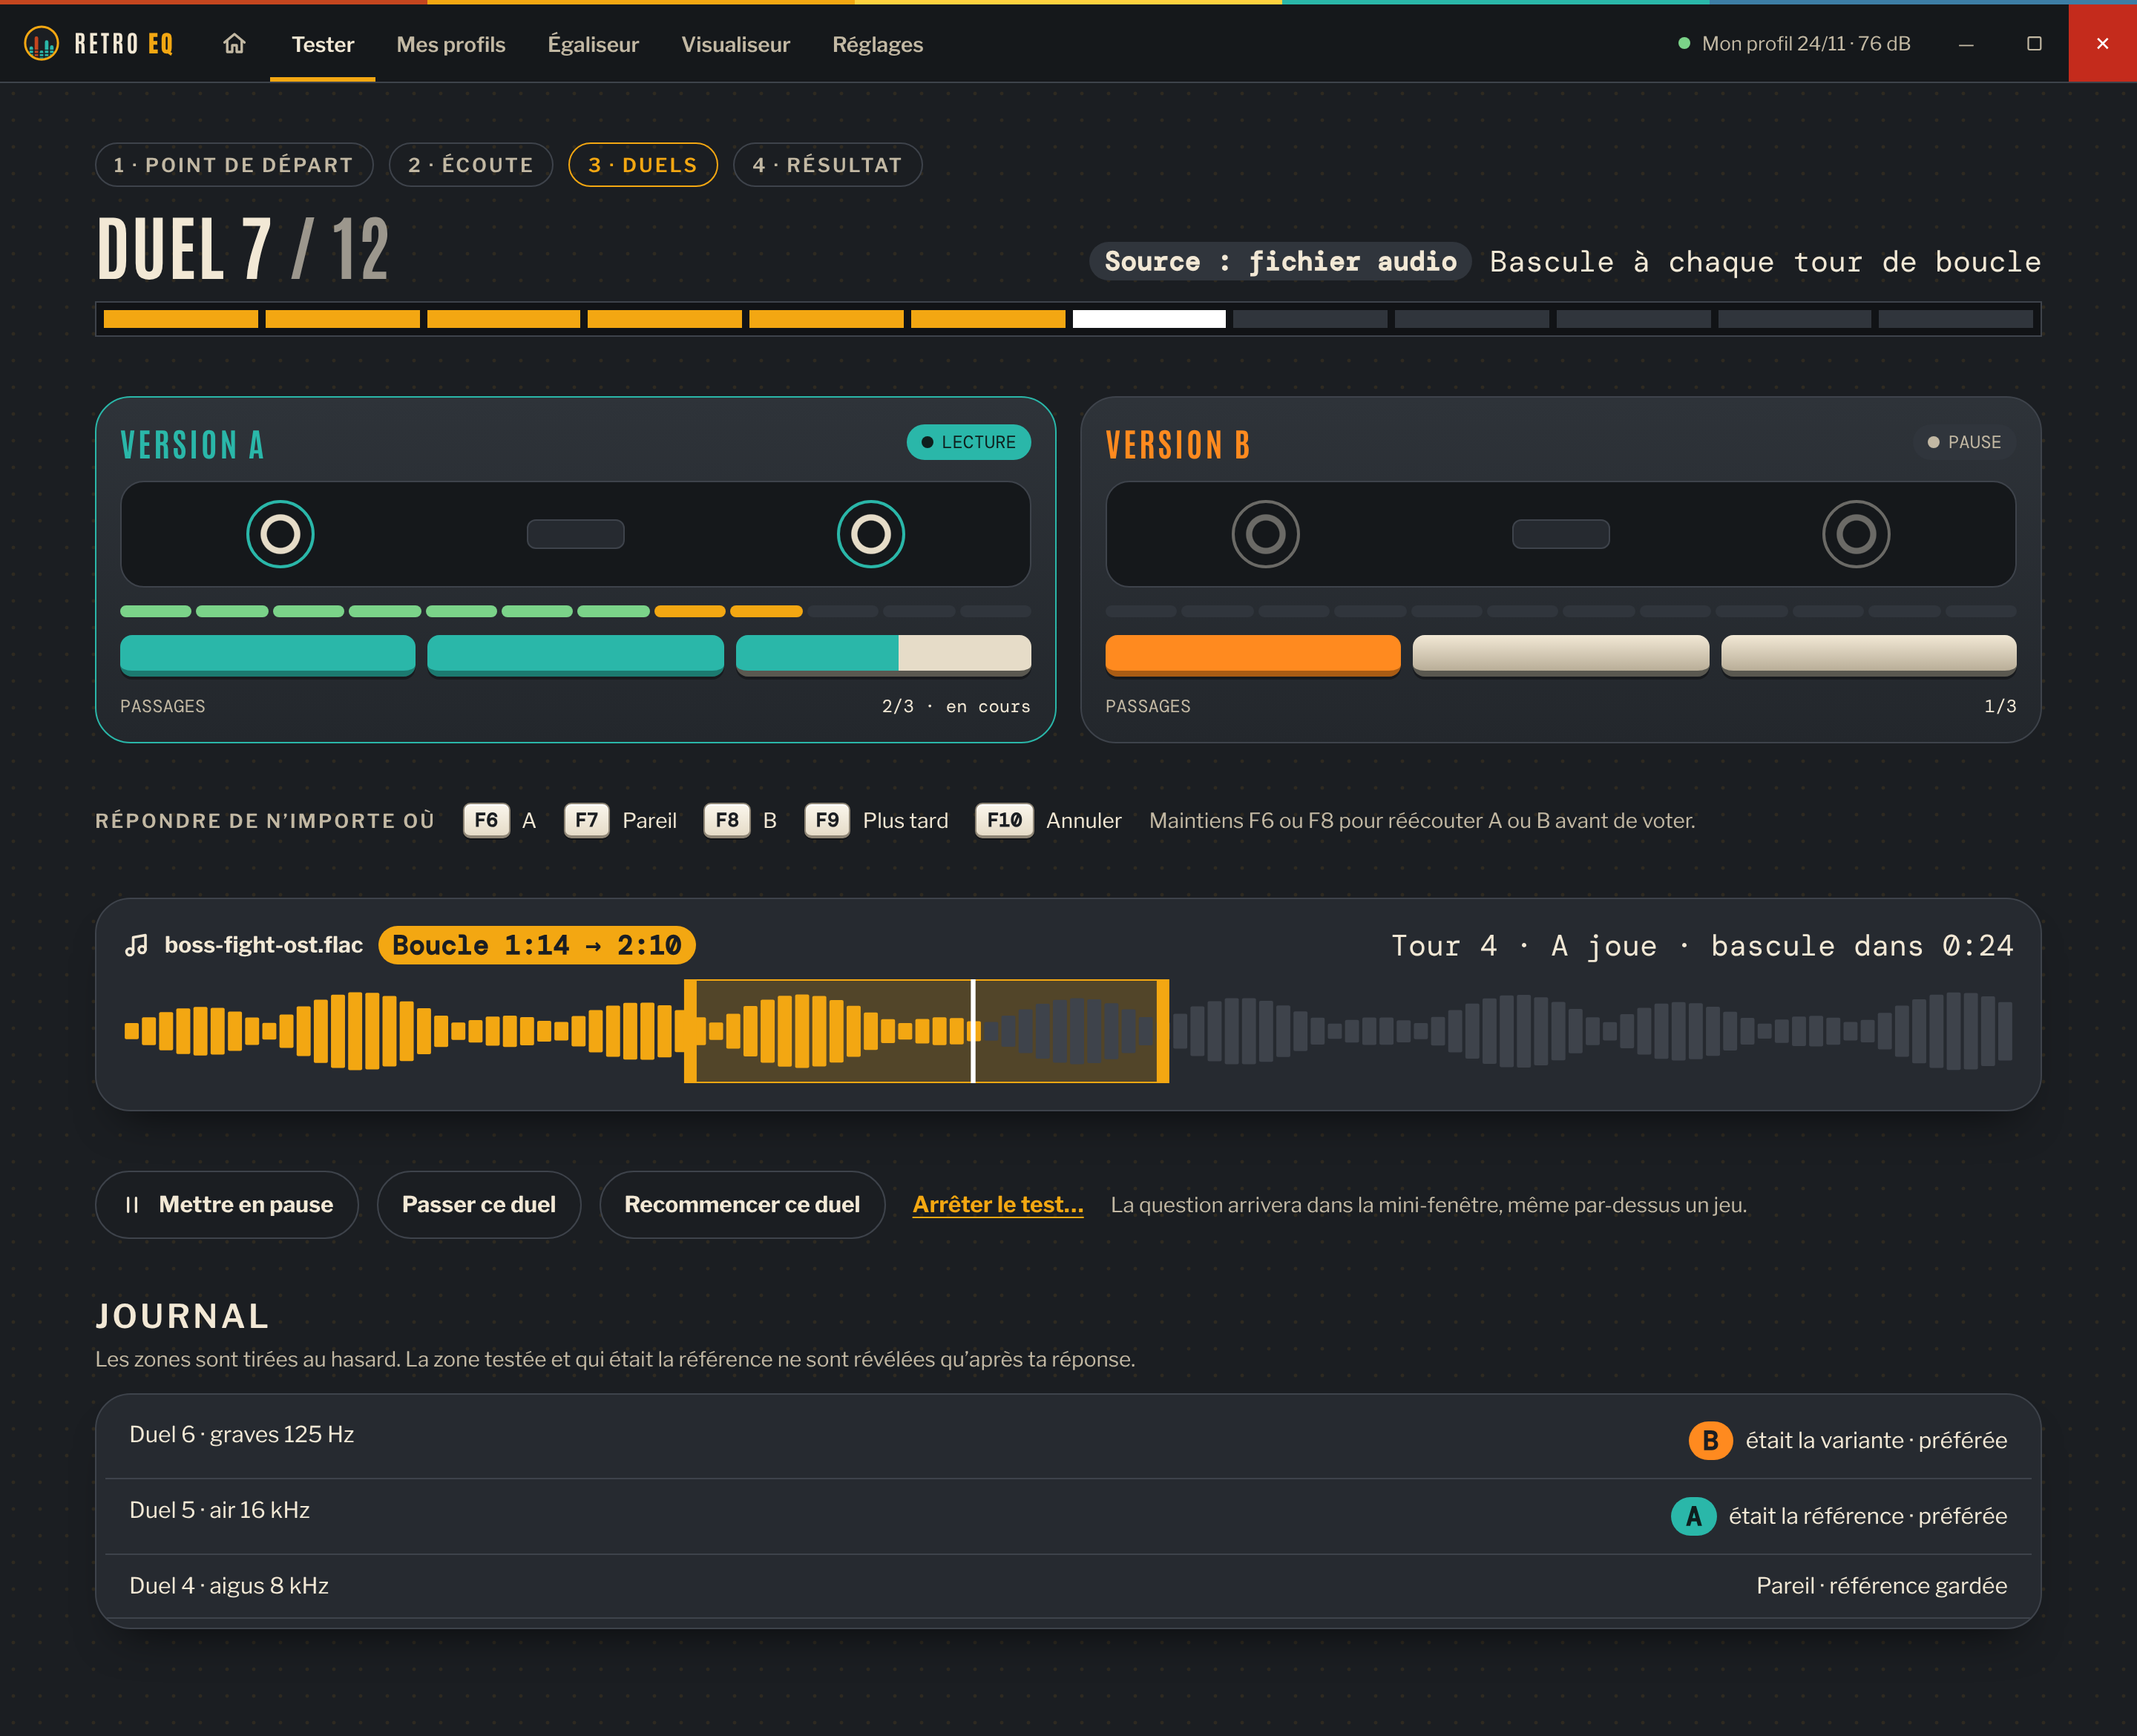 RETRO EQ
Tester
Mes profils
Égaliseur
Visualiseur
Réglages
Mon profil 24/11 · 76 dB
1 · POINT DE DÉPART
2 · ÉCOUTE
3 · DUELS
4 · RÉSULTAT
DUEL 7 / 12
Source : fichier audio
Bascule à chaque tour de boucle
VERSION A
LECTURE
PASSAGES
2/3 · en cours
VERSION B
PAUSE
PASSAGES
1/3
RÉPONDRE DE N’IMPORTE OÙ
F6 A
F7 Pareil
F8 B
F9 Plus tard
F10 Annuler
Maintiens F6 ou F8 pour réécouter A ou B avant de voter.
boss-fight-ost.flac
Boucle 1:14 → 2:10
Tour 4 · A joue · bascule dans 0:24
Mettre en pause
Passer ce duel
Recommencer ce duel
Arrêter le test…
La question arrivera dans la mini-fenêtre, même par-dessus un jeu.
JOURNAL
Les zones sont tirées au hasard. La zone testée et qui était la référence ne sont révélées qu’après ta réponse.
Duel 6 · graves 125 Hz
B était la variante · préférée
Duel 5 · air 16 kHz
A était la référence · préférée
Duel 4 · aigus 8 kHz
Pareil · référence gardée